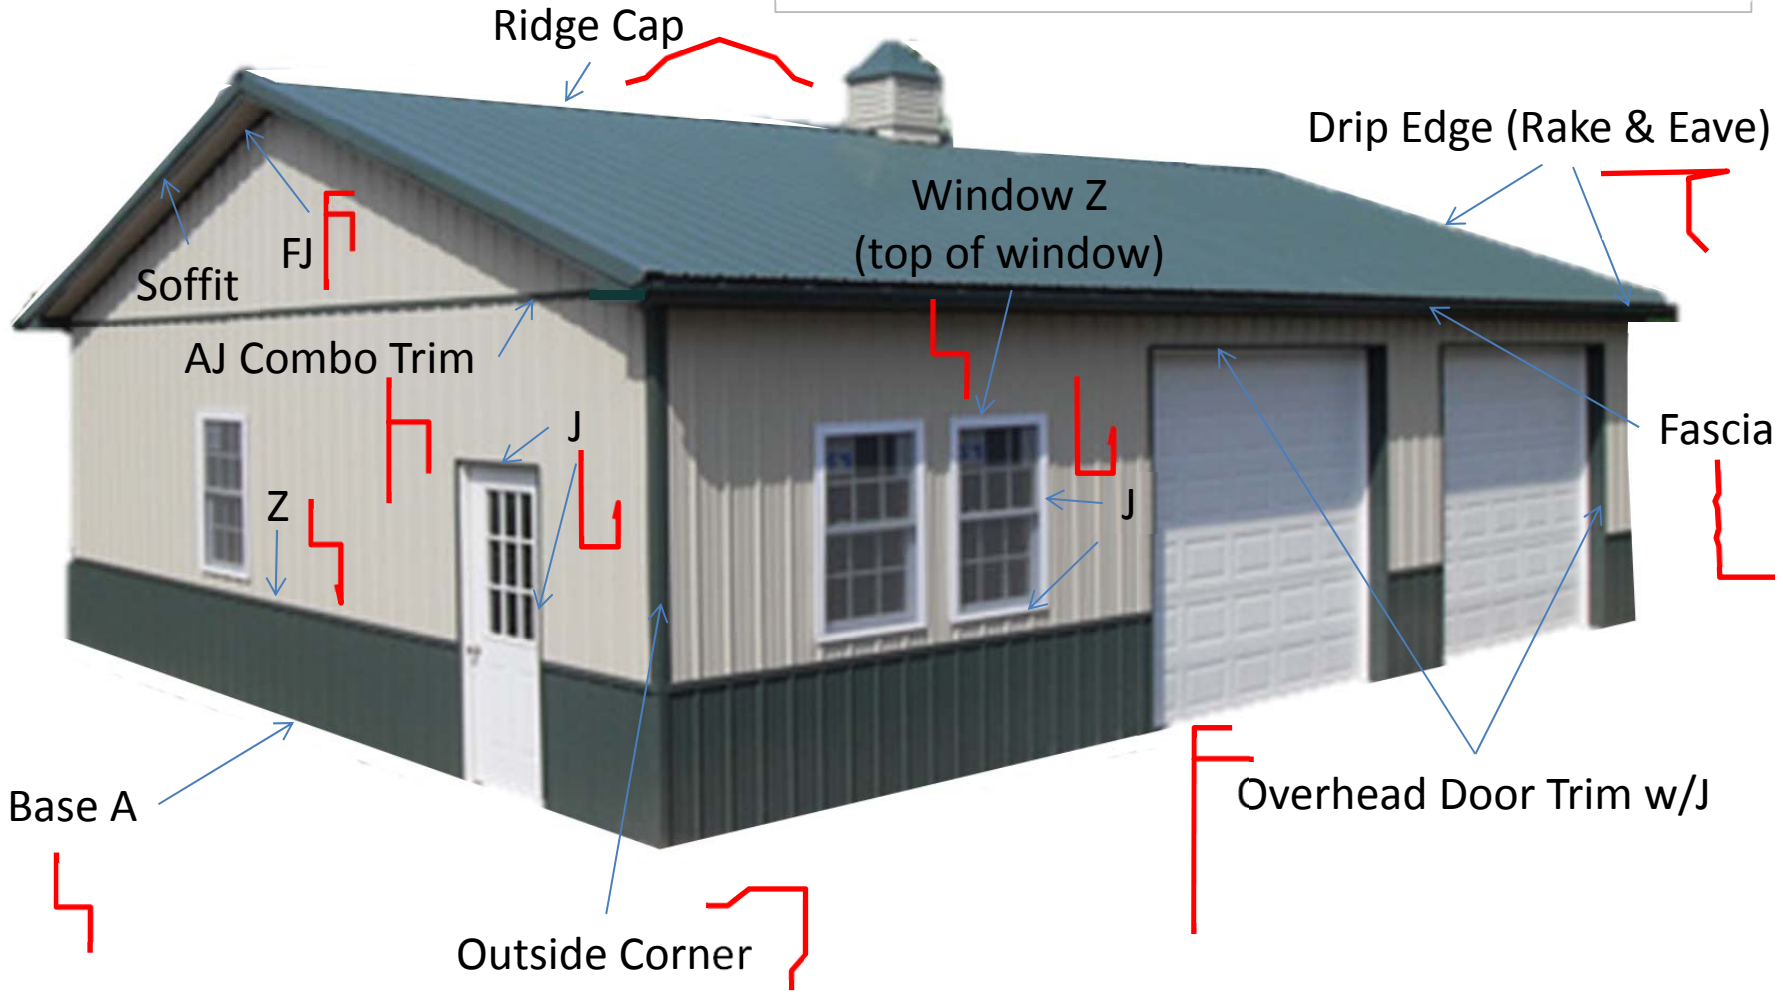 Ridge Cap
Drip Edge (Rake & Eave)
Window Z
(top of window)
FJ
Soffit
AJ Combo Trim
J
Fascia
Z
J
Base A
Overhead Door Trim w/J
Outside Corner